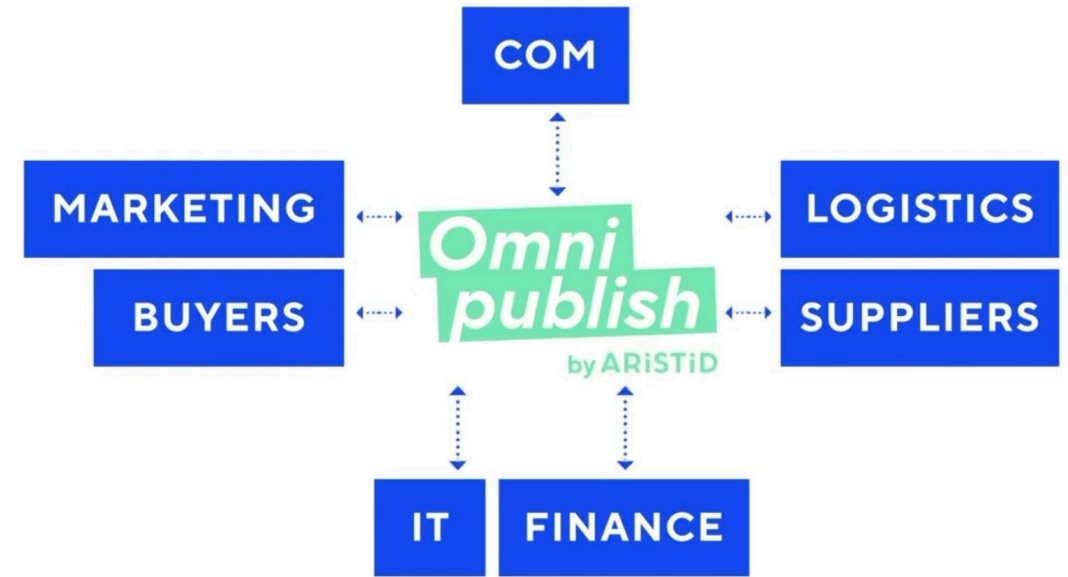 COM
MARKETING
LOGISTICS
Omni
publish
by ARiSTiD
BUYERS
SUPPLIERS
IT
FINANCE